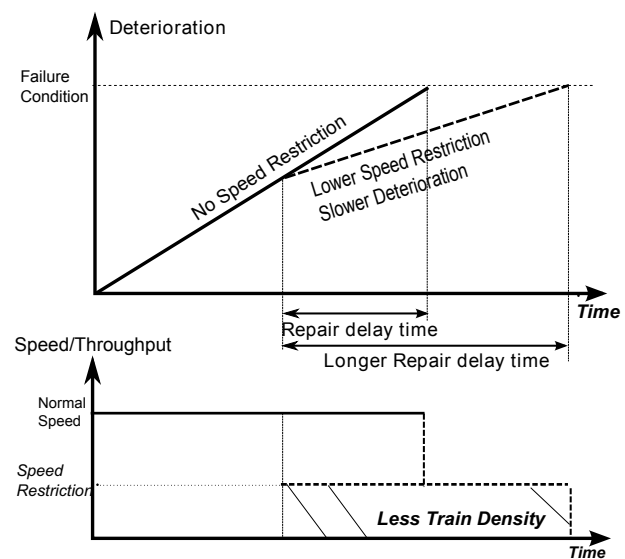 Deterioration
Failure
Condition
No Speed Restriction
Lower Speed Restriction
Slower Deterioration
Time
Repair delay time
Longer Repair delay time
Speed/Throughput
Normal
Speed
Speed
Restriction
Less Train Density
Time